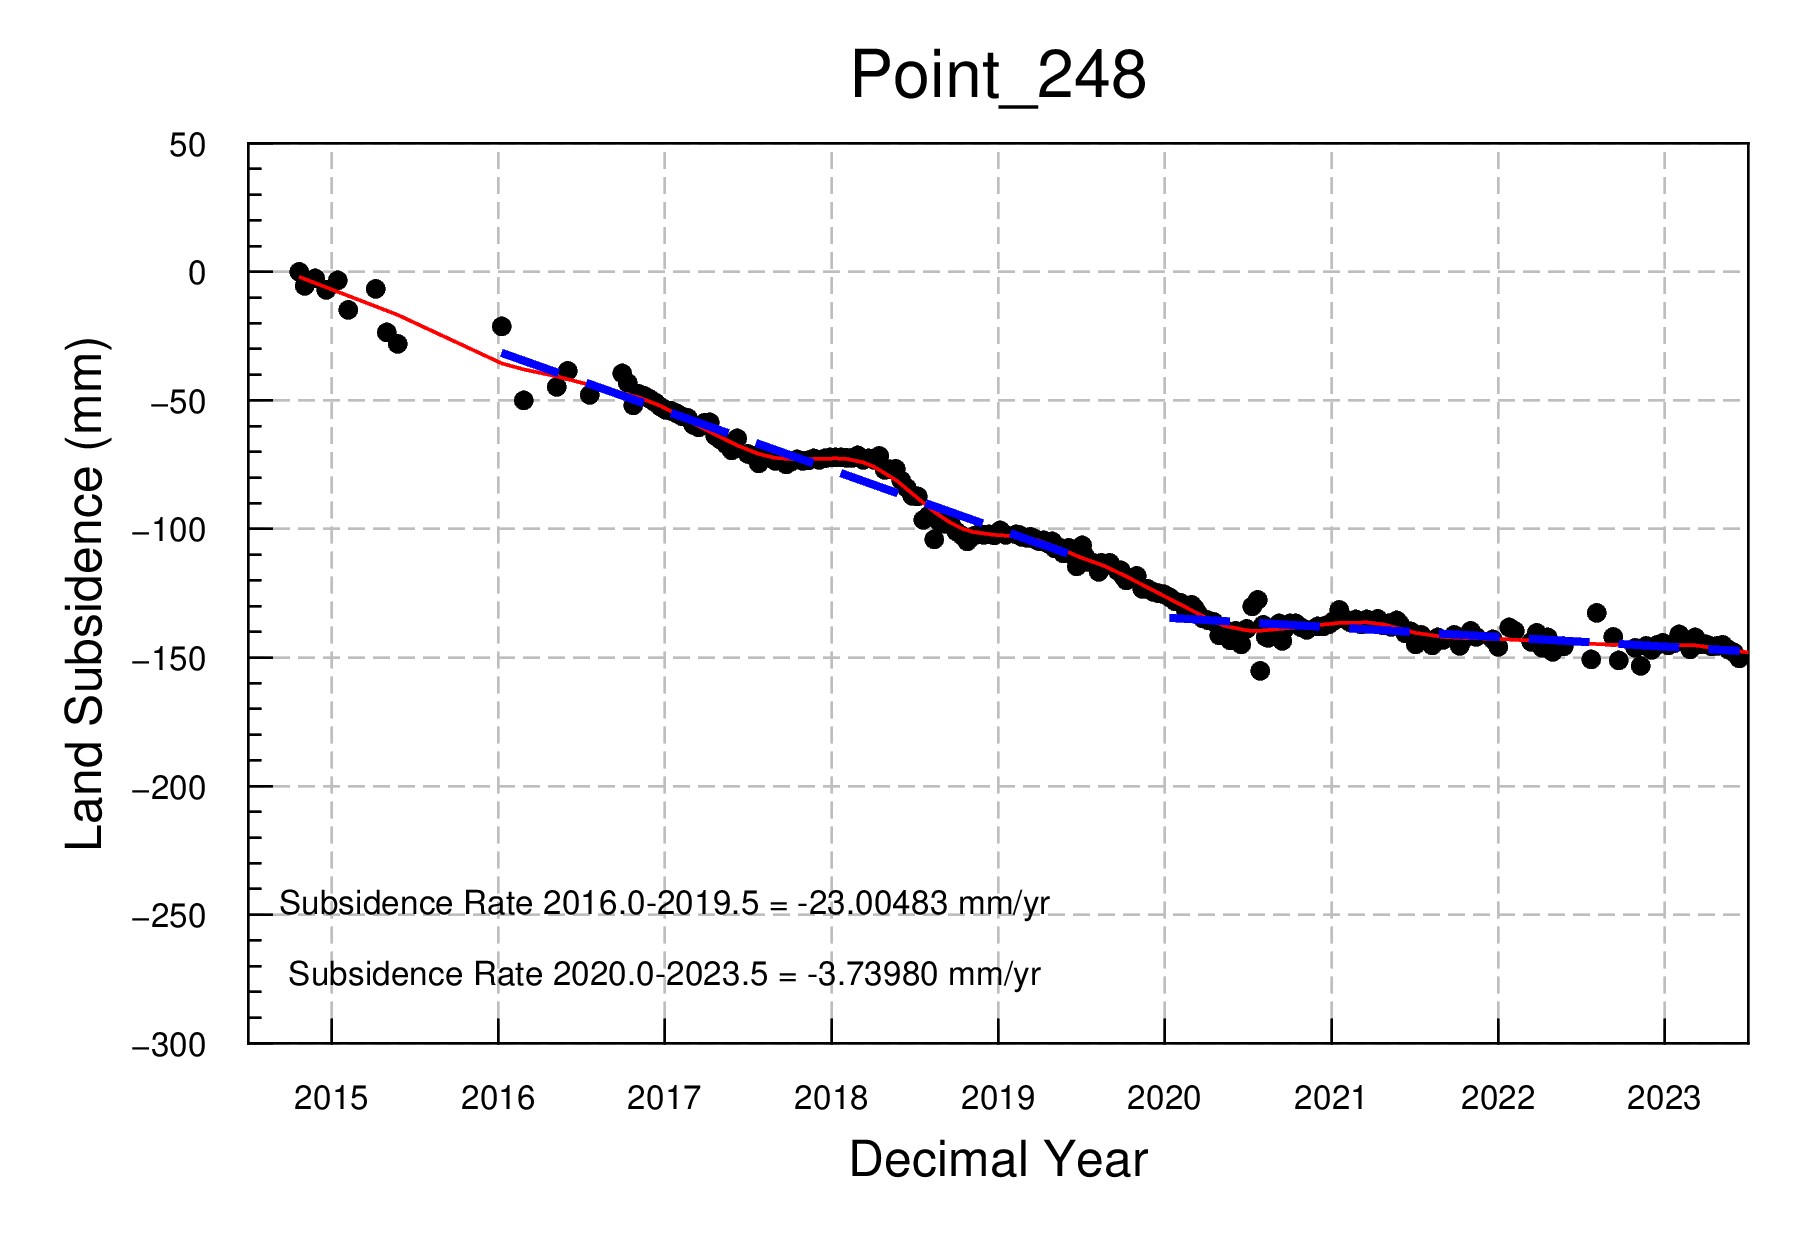 Point_248
50
0
−50
−100
−150
−200
−250
−300
Land Subsidence (mm)
Subsidence Rate 2016.0-2019.5 = -23.00483 mm/yr
Subsidence Rate 2020.0-2023.5 = -3.73980 mm/yr
2015 2016 2017 2018 2019 2020 2021 2022 2023
Decimal Year